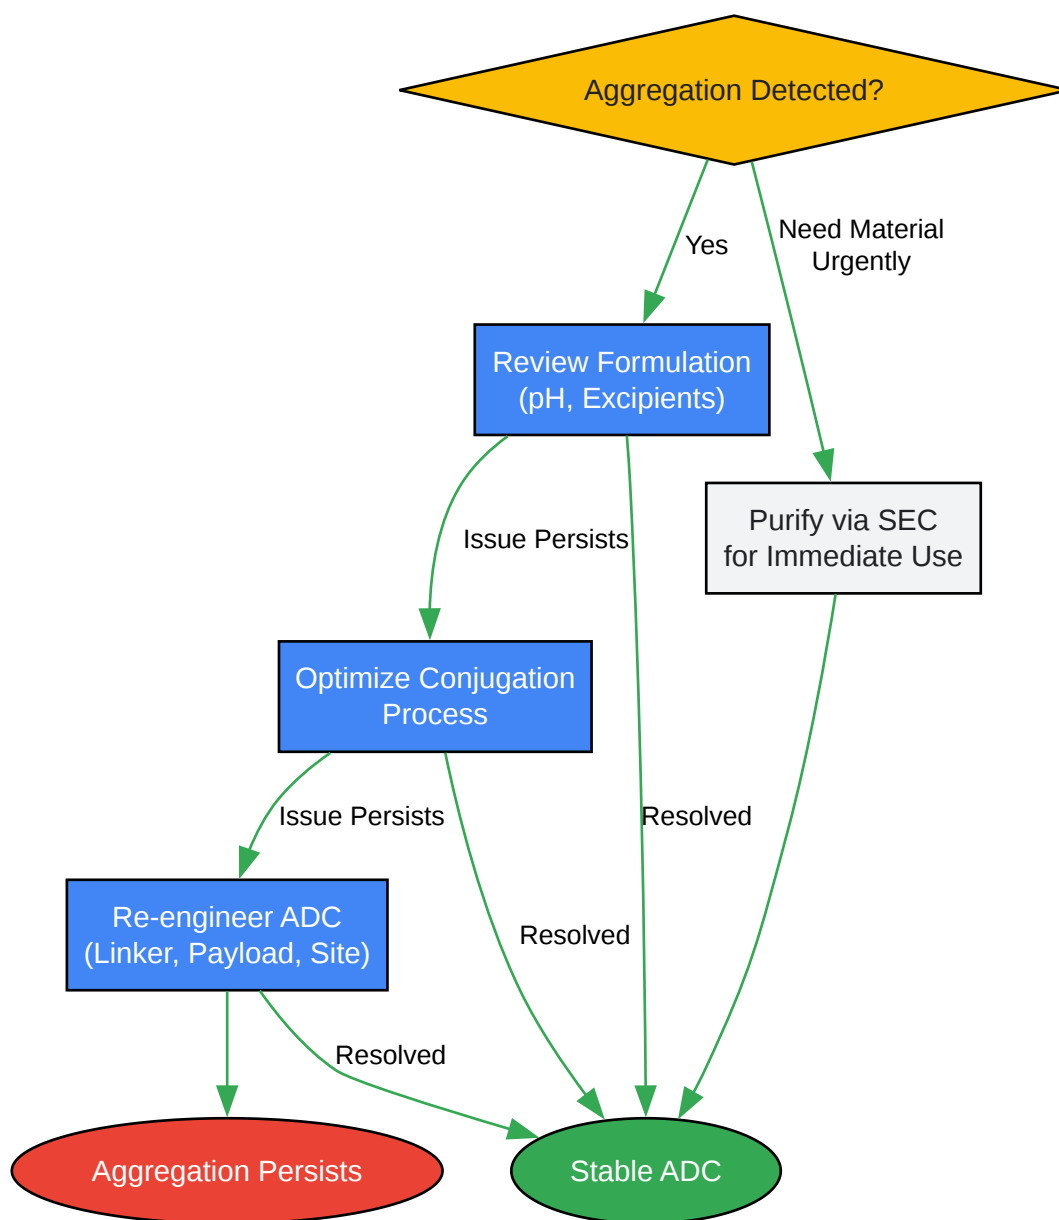 Aggregation Detected?
Need Material
Urgently
Yes
Review Formulation
(pH, Excipients)
Purify via SEC
for Immediate Use
Issue Persists
Optimize Conjugation
Process
Issue Persists
Resolved
Re-engineer ADC
(Linker, Payload, Site)
Resolved
Resolved
Aggregation Persists
Stable ADC